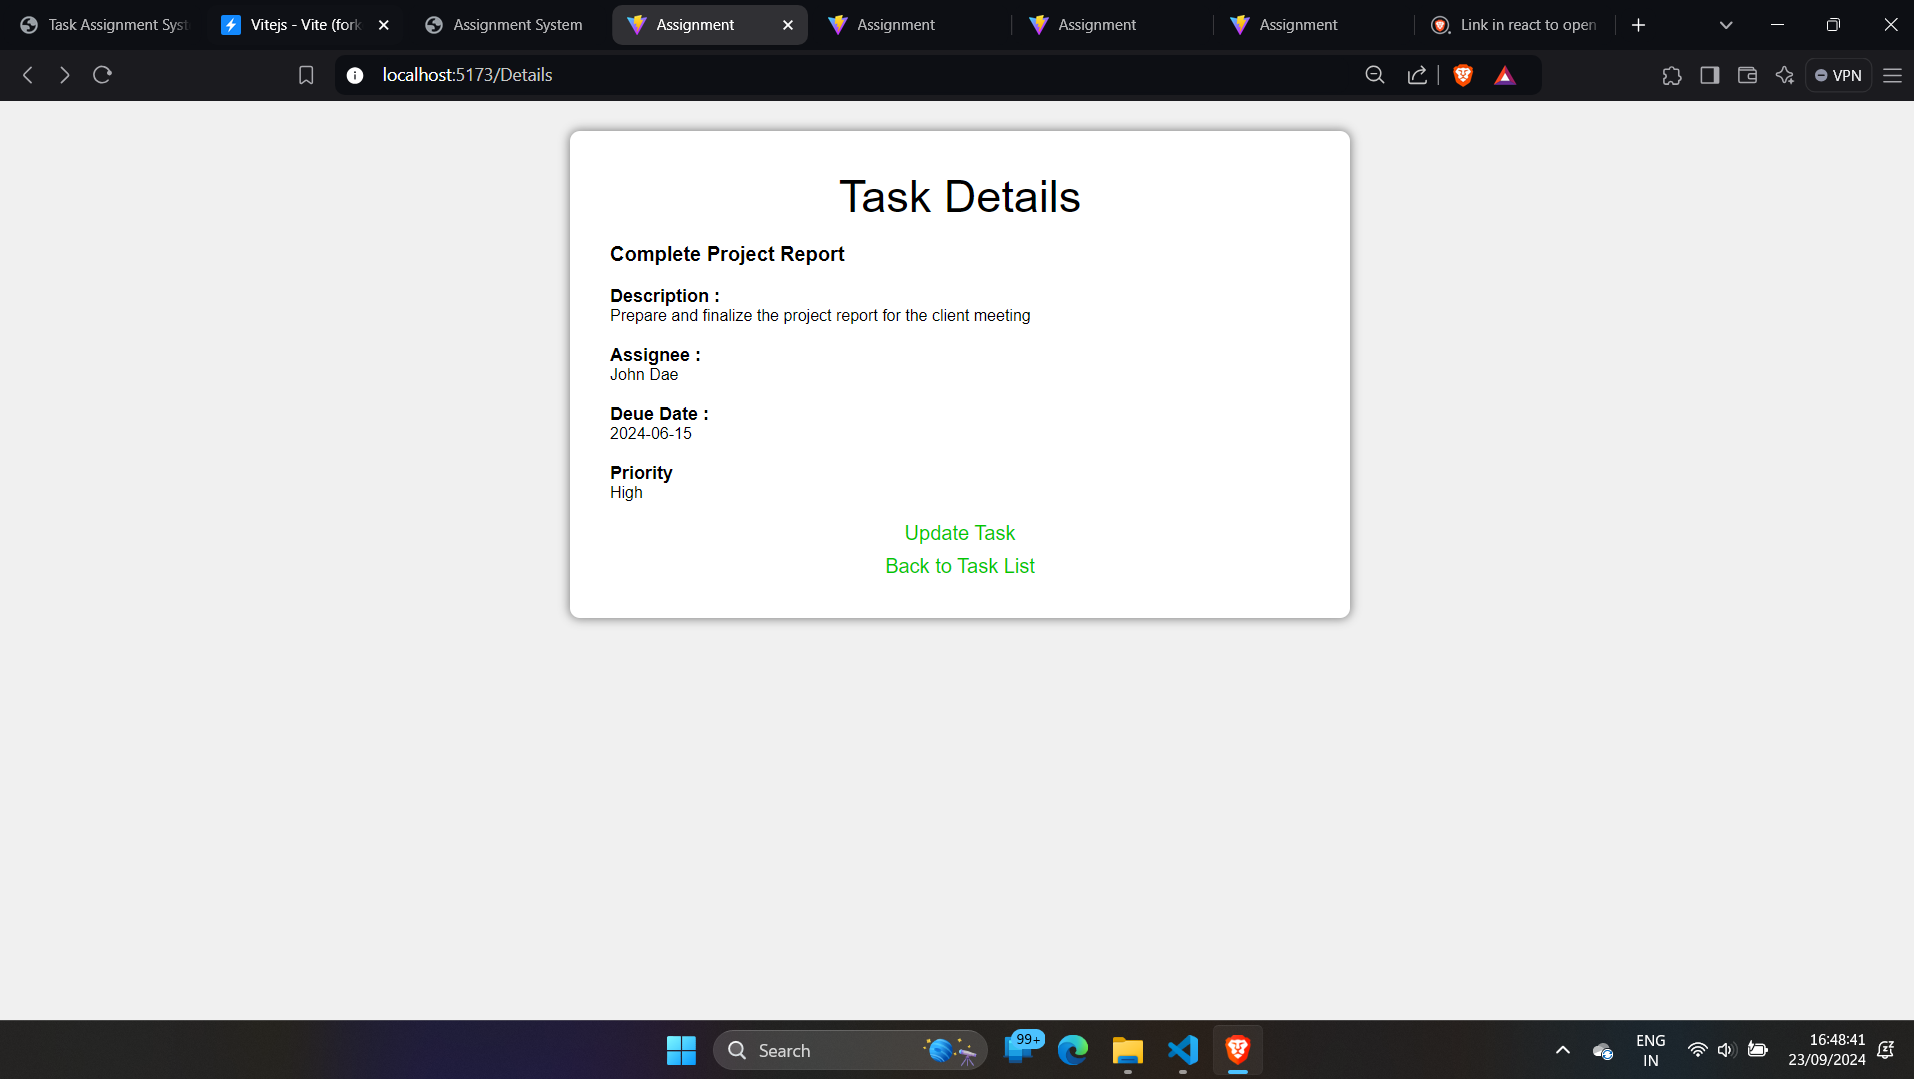 Task Assignment Syst
Vitejs - Vite (fork
Assignment System
Assignment
Assignment
Assignment
Assignment
Link in react to open
localhost:5173/Details
VPN
Task Details
Complete Project Report
Description :
Prepare and finalize the project report for the client meeting
Assignee :
John Dae
Deue Date :
2024-06-15
Priority
High
Update Task
Back to Task List
Search
99+
ENG
IN
16:48:41
23/09/2024